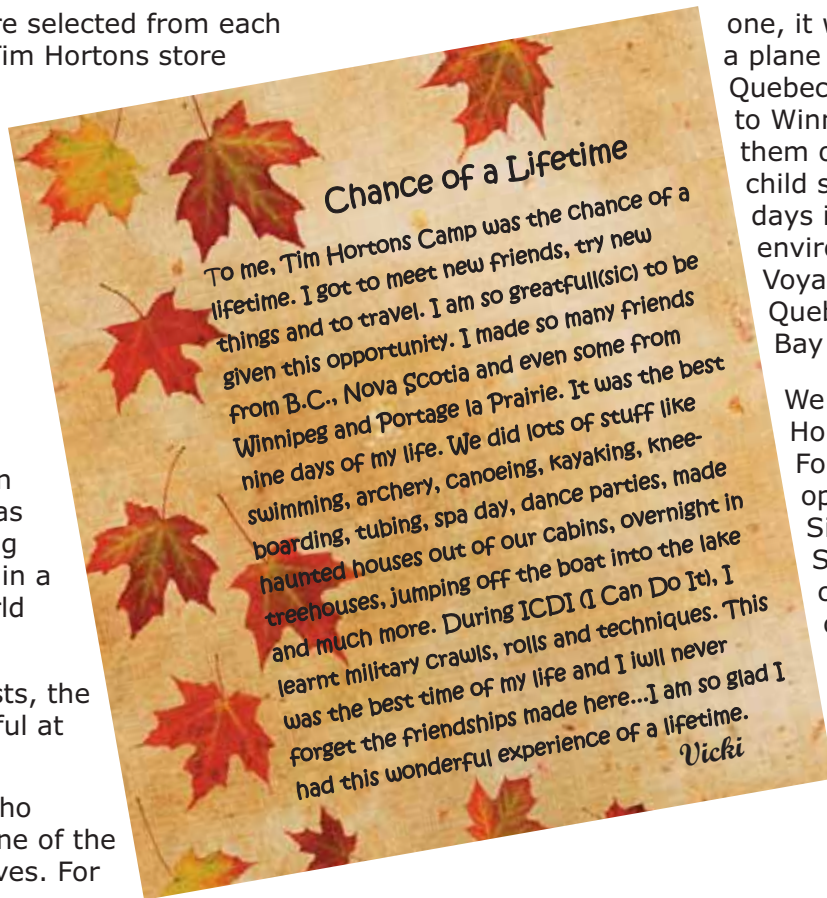 re selected from each
Tim Hortons store
n
as
g
in a
rld
sts, the
ful at
ho
ne of the
ves. For
Chance of a Lifetime
To me, Tim Hortons Camp was the chance of a
lifetime. I got to meet new friends, try new
things and to travel. I am so greatfull(sic) to be
given this opportunity. I made so many friends
from B.C., Nova Scotia and even some from
Winnipeg and Portage la Prairie. It was the best
nine days of my life. We did lots of stuff like
swimming, archery, canoeing, kayaking, knee-
boarding, tubing, spa day, dance parties, made
haunted houses out of our cabins, overnight in
treehouses, jumping off the boat into the lake
and much more. During ICDI (I Can Do It), I
learnt military crawls, rolls and techniques. This
was the best time of my life and I iwll never
forget the friendships made here...I am so glad I
had this wonderful experience of a lifetime.
Vicki
one, it w
a plane
Quebec
to Winn
them o
child s
days i
enviro
Voya
Queb
Bay
We
Ho
Fo
op
Si
S